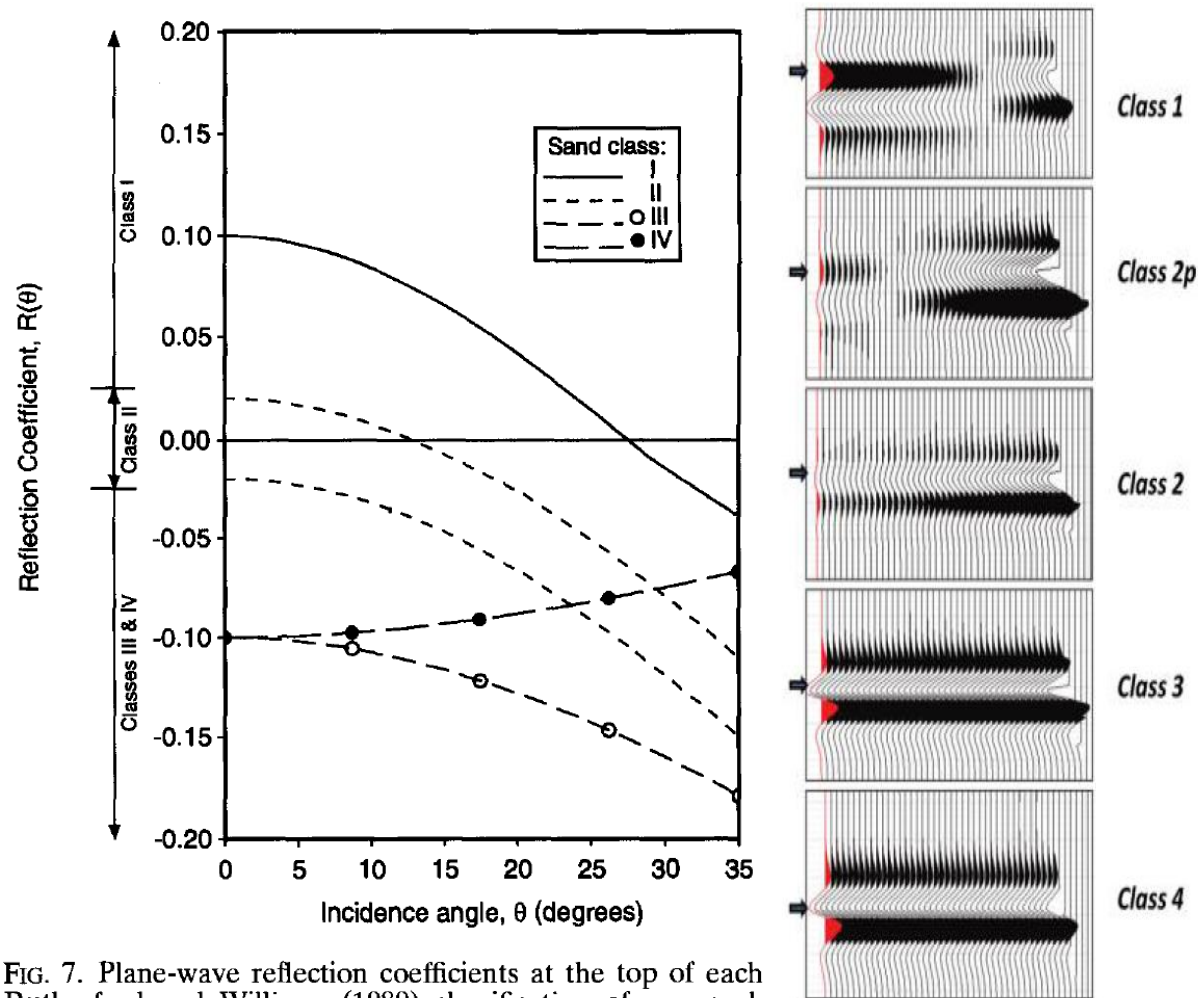 0.20
0.15
0.10
0.05
0.00
-0.05
-0.10
-0.15
-0.20
Reflection Coefficient, R(θ)
Class I
Class II
Classes III & IV
Sand class:
I
II
III
IV
0 5 10 15 20 25 30 35
Incidence angle, θ (degrees)
FIG. 7. Plane-wave reflection coefficients at the top of each
Class 1
Class 2p
Class 2
Class 3
Class 4